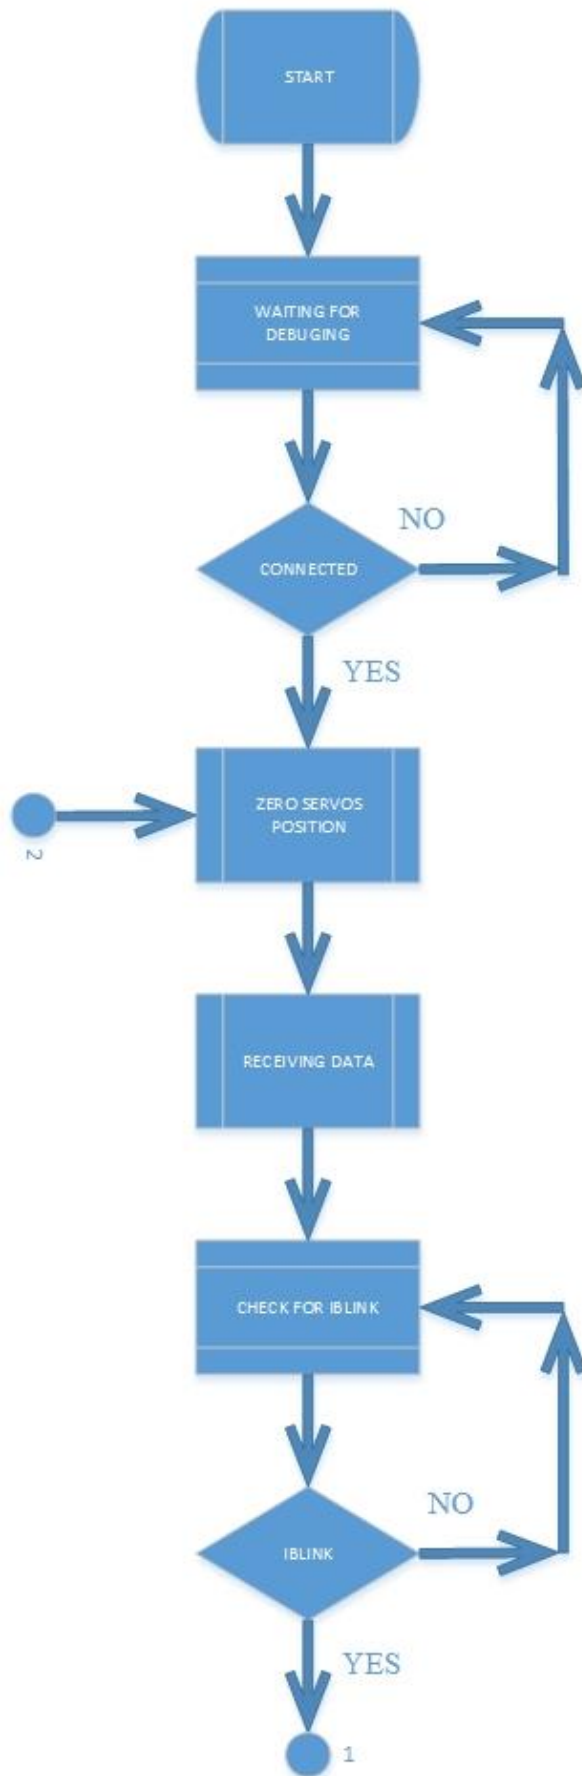 START
WAITING FOR
DEBUGING
NO
CONNECTED
YES
ZERO SERVOS
POSITION
2
RECEIVING DATA
CHECK FOR IBLINK
NO
IBLINK
YES
1